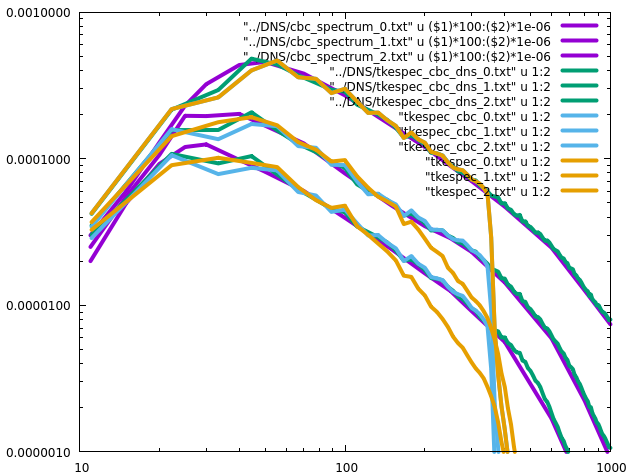 0.0010000
"../DNS/cbc_spectrum_0.txt" u ($1)*100:($2)*1e-06
"../DNS/cbc_spectrum_1.txt" u ($1)*100:($2)*1e-06
"../DNS/cbc_spectrum_2.txt" u ($1)*100:($2)*1e-06
"../DNS/tkespec_cbc_dns_0.txt" u 1:2
"../DNS/tkespec_cbc_dns_1.txt" u 1:2
"../DNS/tkespec_cbc_dns_2.txt" u 1:2
"tkespec_cbc_0.txt" u 1:2
"tkespec_cbc_1.txt" u 1:2
"tkespec_cbc_2.txt" u 1:2
0.0001000
"tkespec_0.txt" u 1:2
"tkespec_1.txt" u 1:2
"tkespec_2.txt" u 1:2
0.0000100
0.0000010
10 100 1000